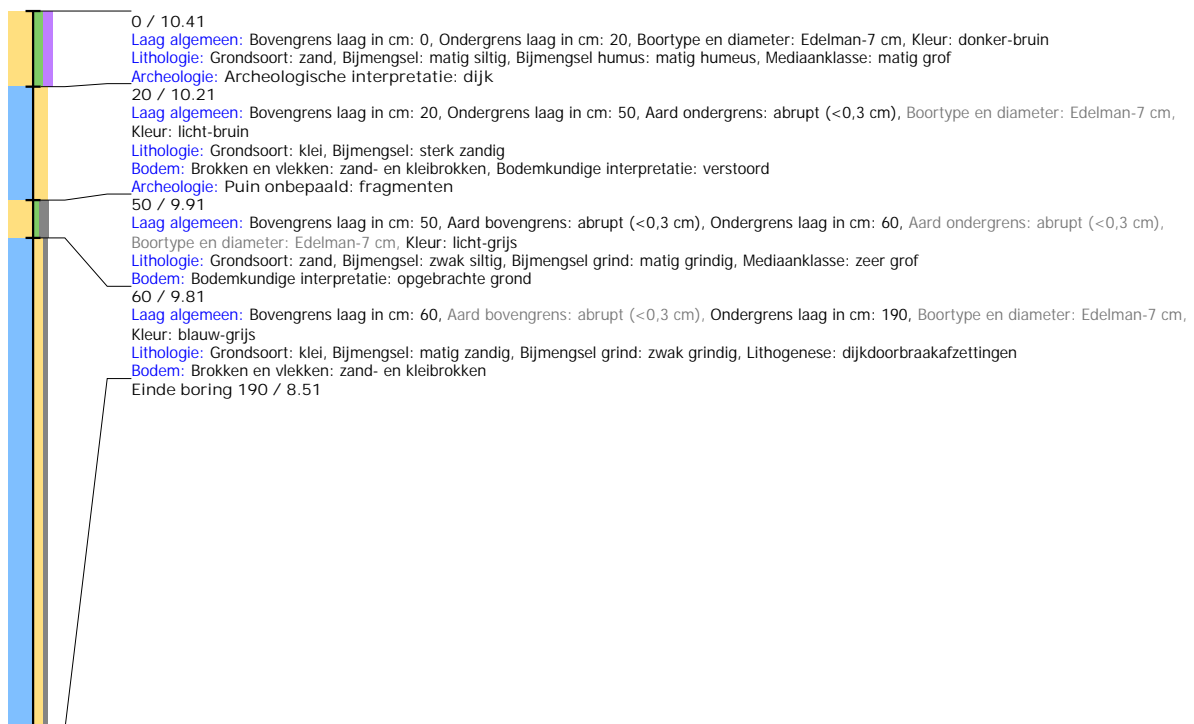 0 / 10.41
Laag algemeen: Bovengrens laag in cm: 0, Ondergrens laag in cm: 20, Boortype en diameter: Edelman-7 cm, Kleur: donker-bruin
Lithologie: Grondsoort: zand, Bijmengsel: matig siltig, Bijmengsel humus: matig humeus, Mediaanklasse: matig grof
Archeologie: Archeologische interpretatie: dijk
20 / 10.21
Laag algemeen: Bovengrens laag in cm: 20, Ondergrens laag in cm: 50, Aard ondergrens: abrupt (<0,3 cm), Boortype en diameter: Edelman-7 cm,
Kleur: licht-bruin
Lithologie: Grondsoort: klei, Bijmengsel: sterk zandig
Bodem: Brokken en vlekken: zand- en kleibrokken, Bodemkundige interpretatie: verstoord
Archeologie: Puin onbepaald: fragmenten
50 / 9.91
Laag algemeen: Bovengrens laag in cm: 50, Aard bovengrens: abrupt (<0,3 cm), Ondergrens laag in cm: 60, Aard ondergrens: abrupt (<0,3 cm),
Boortype en diameter: Edelman-7 cm, Kleur: licht-grijs
Lithologie: Grondsoort: zand, Bijmengsel: zwak siltig, Bijmengsel grind: matig grindig, Mediaanklasse: zeer grof
Bodem: Bodemkundige interpretatie: opgebrachte grond
60 / 9.81
Laag algemeen: Bovengrens laag in cm: 60, Aard bovengrens: abrupt (<0,3 cm), Ondergrens laag in cm: 190, Boortype en diameter: Edelman-7 cm,
Kleur: blauw-grijs
Lithologie: Grondsoort: klei, Bijmengsel: matig zandig, Bijmengsel grind: zwak grindig, Lithogenese: dijkdoorbraakafzettingen
Bodem: Brokken en vlekken: zand- en kleibrokken
Einde boring 190 / 8.51